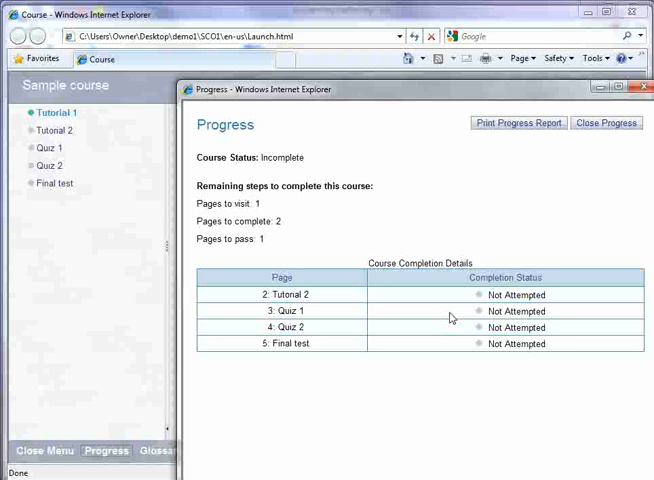 Course - Windows Internet Explorer
C:\Users\Owner\Desktop\demo1\SCO1\en-us\Launch.html
Google
Favorites
Course
Page
Safety
Tools
Sample course
Tutorial 1
Tutorial 2
Quiz 1
Quiz 2
Final test
Close Menu
Progress
Glossar
Done
Progress - Windows Internet Explorer
Progress
Print Progress Report
Close Progress
Course Status: Incomplete
Remaining steps to complete this course:
Pages to visit: 1
Pages to complete: 2
Pages to pass: 1
Course Completion Details
Page Completion Status
2: Tutorial 2 Not Attempted
3: Quiz 1 Not Attempted
4: Quiz 2 Not Attempted
5: Final test Not Attempted